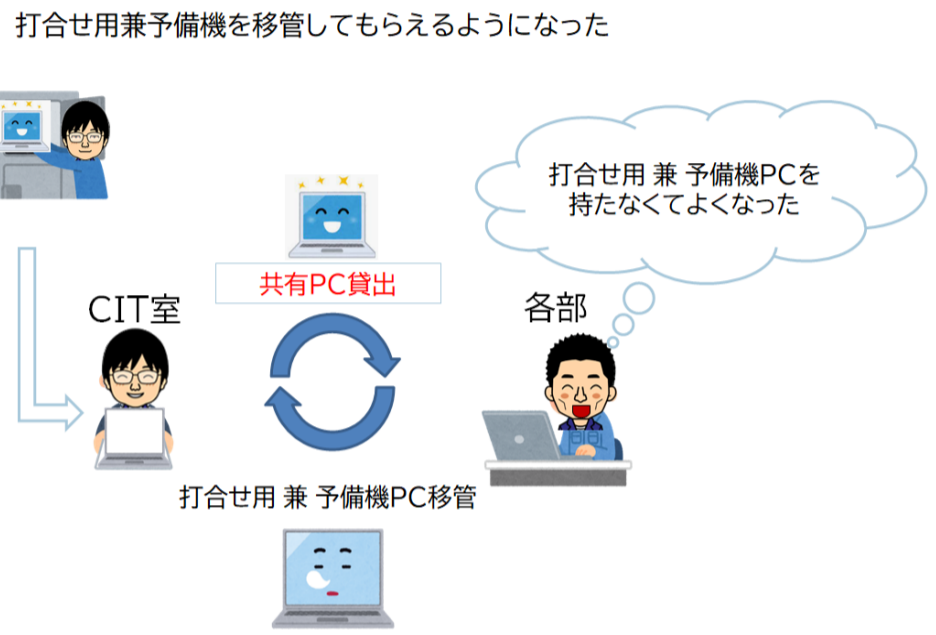 打合せ用兼予備機を移管してもらえるようになった
打合せ用 兼 予備機PCを
持たなくてよくなった
共有PC貸出
CIT室
各部
打合せ用 兼 予備機PC移管